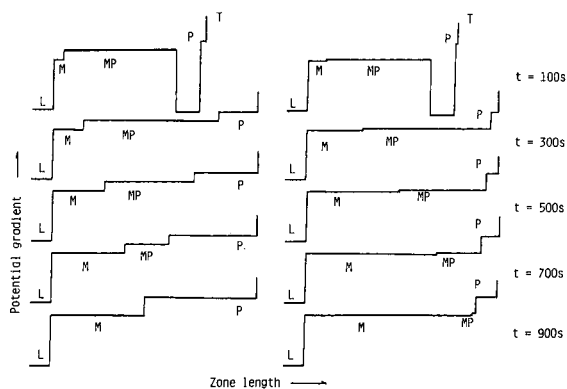 P T P T
L M MP L M MP t = 100s
P P
L M MP L M MP t = 300s
P P
L M MP L M MP t = 500s
P. P
L M MP L M MP t = 700s
P P
L M L M MP t = 900s
Potential gradient
Zone length